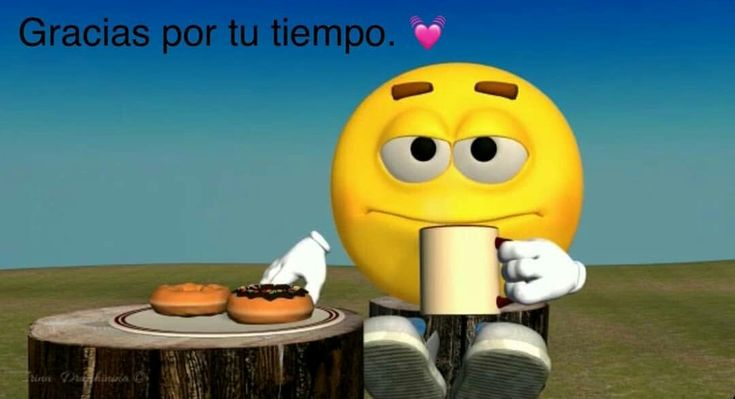 Gracias por tu tiempo. 💓